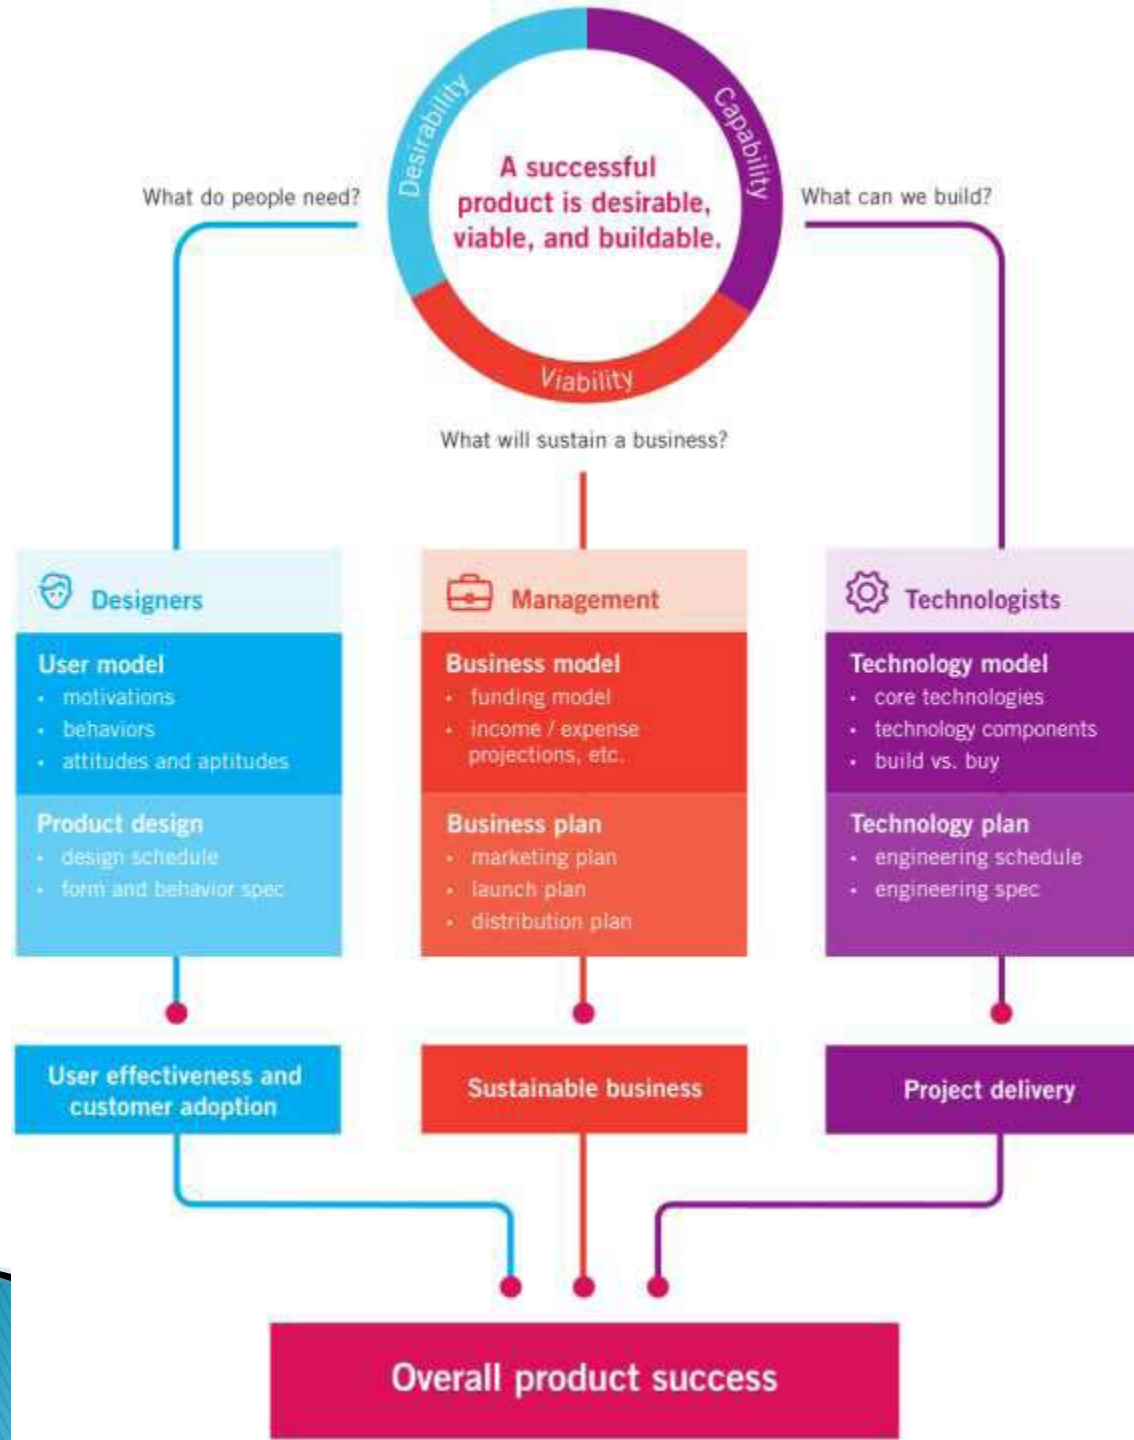 Desirability
Capability
A successful
product is desirable,
viable, and buildable.
Viability
What do people need?
What can we build?
What will sustain a business?
Designers
User model
• motivations
• behaviors
• attitudes and aptitudes
Product design
• design schedule
• form and behavior spec
Management
Business model
• funding model
• income / expense
projections, etc.
Business plan
• marketing plan
• launch plan
• distribution plan
Technologists
Technology model
• core technologies
• technology components
• build vs. buy
Technology plan
• engineering schedule
• engineering spec
User effectiveness and
customer adoption
Sustainable business
Project delivery
Overall product success